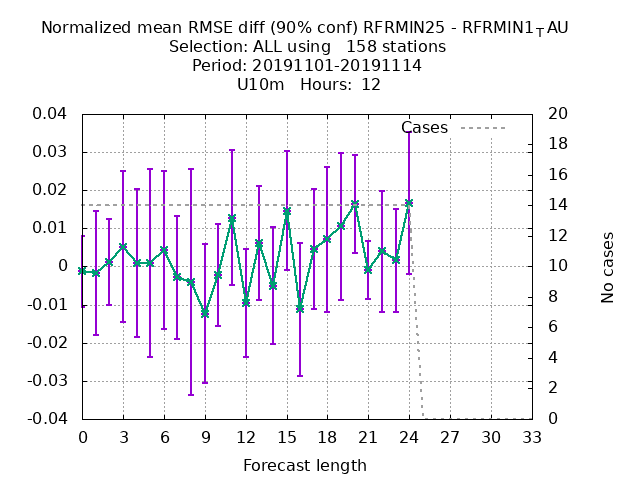 Normalized mean RMSE diff (90% conf) RFRMIN25 - RFRMIN1TAU
Selection: ALL using 158 stations
Period: 20191101-20191114
U10m Hours: 12
Cases
0.04
0.03
0.02
0.01
0
-0.01
-0.02
-0.03
-0.04
20
18
16
14
12
10
8
6
4
2
0
No cases
0 3 6 9 12 15 18 21 24 27 30 33
Forecast length